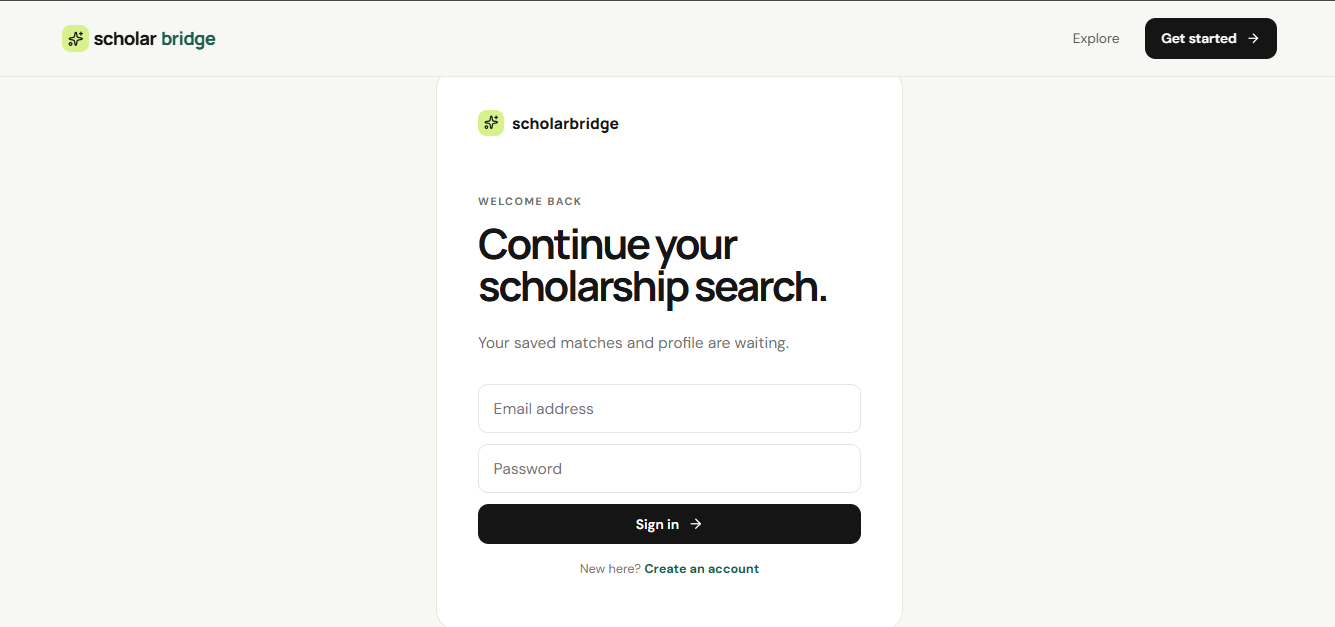 scholar bridge
Explore
Get started →
scholarbridge
WELCOME BACK
Continue your
scholarship search.
Your saved matches and profile are waiting.
Email address
Password
Sign in →
New here? Create an account